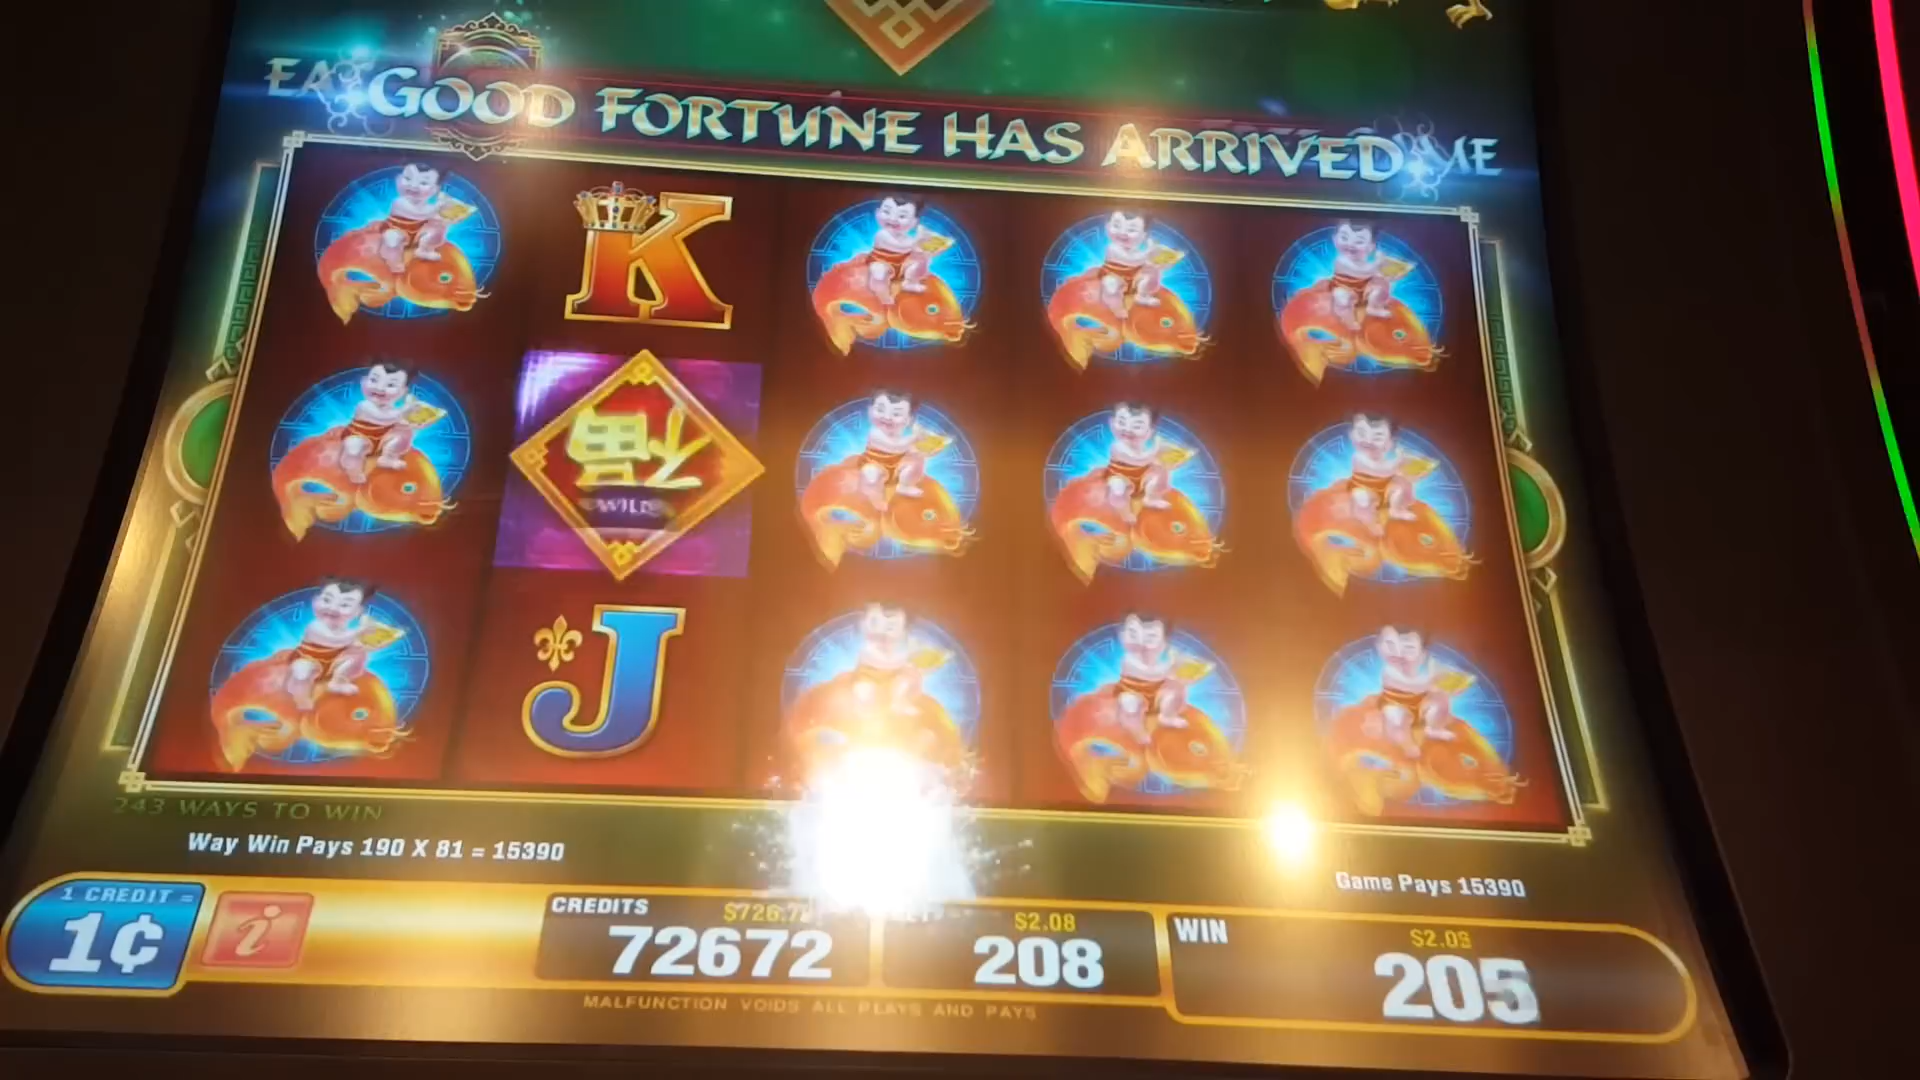 GOOD FORTUNE HAS ARRIVED
K
福
WILD
J
243 WAYS TO WIN
Way Win Pays 190 X 81 = 15390
Game Pays 15390
1 CREDIT =
1¢
i
CREDITS
72672
$2.08
208
WIN
205
MALFUNCTION VOIDS ALL PLAYS AND PAYS